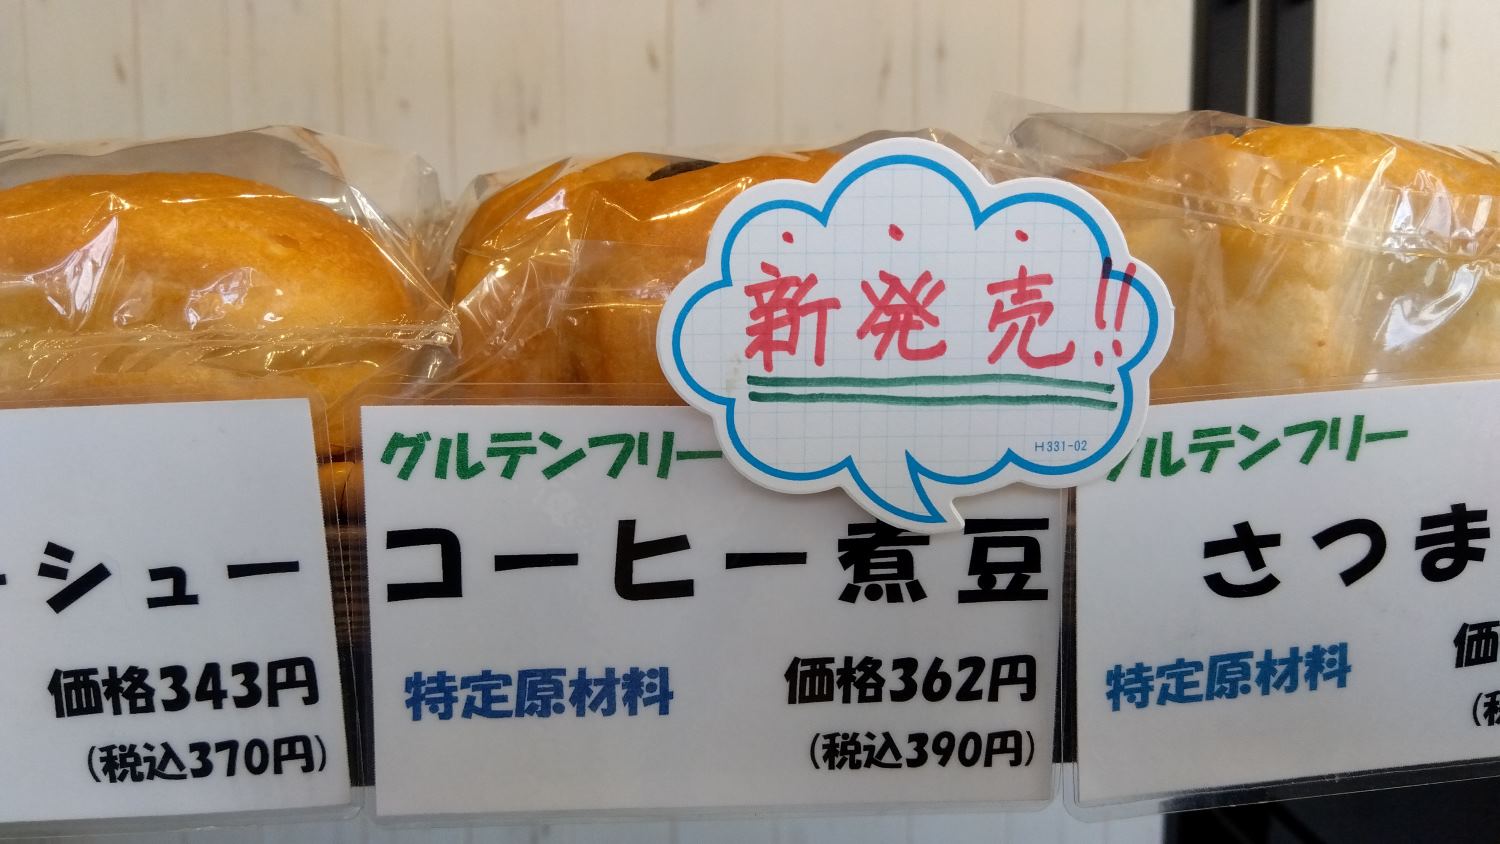 新発売!!
H331-02
ーシュー
価格343円
(税込370円)
グルテンフリー
コーヒー煮豆
特定原材料
価格362円
(税込390円)
グルテンフリー
さつま
特定原材料
価
(税